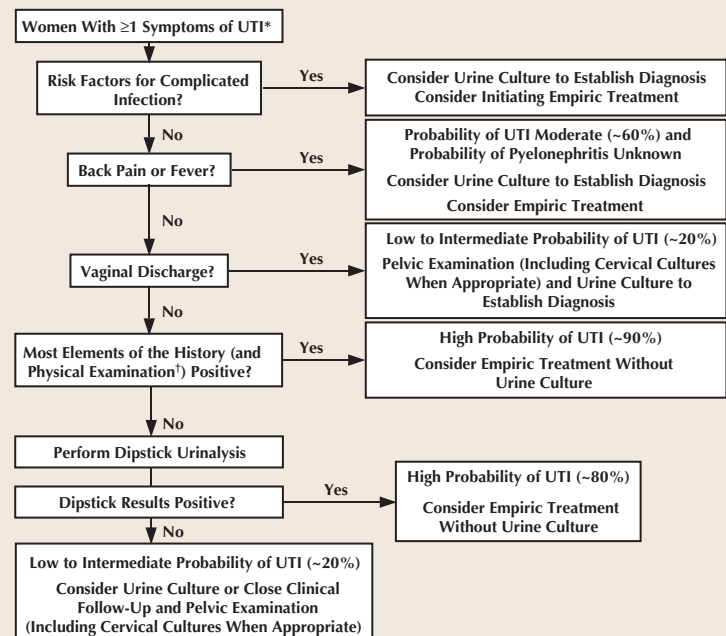 Women With ≥1 Symptoms of UTI*
Risk Factors for Complicated
Infection?
Yes
Consider Urine Culture to Establish Diagnosis
Consider Initiating Empiric Treatment
No
Back Pain or Fever?
Yes
Probability of UTI Moderate (~60%) and
Probability of Pyelonephritis Unknown
Consider Urine Culture to Establish Diagnosis
Consider Empiric Treatment
No
Vaginal Discharge?
Yes
Low to Intermediate Probability of UTI (~20%)
Pelvic Examination (Including Cervical Cultures
When Appropriate) and Urine Culture to
Establish Diagnosis
No
Most Elements of the History (and
Physical Examination†) Positive?
Yes
High Probability of UTI (~90%)
Consider Empiric Treatment Without
Urine Culture
No
Perform Dipstick Urinalysis
Dipstick Results Positive?
Yes
High Probability of UTI (~80%)
Consider Empiric Treatment
Without Urine Culture
No
Low to Intermediate Probability of UTI (~20%)
Consider Urine Culture or Close Clinical
Follow-Up and Pelvic Examination
(Including Cervical Cultures When Appropriate)